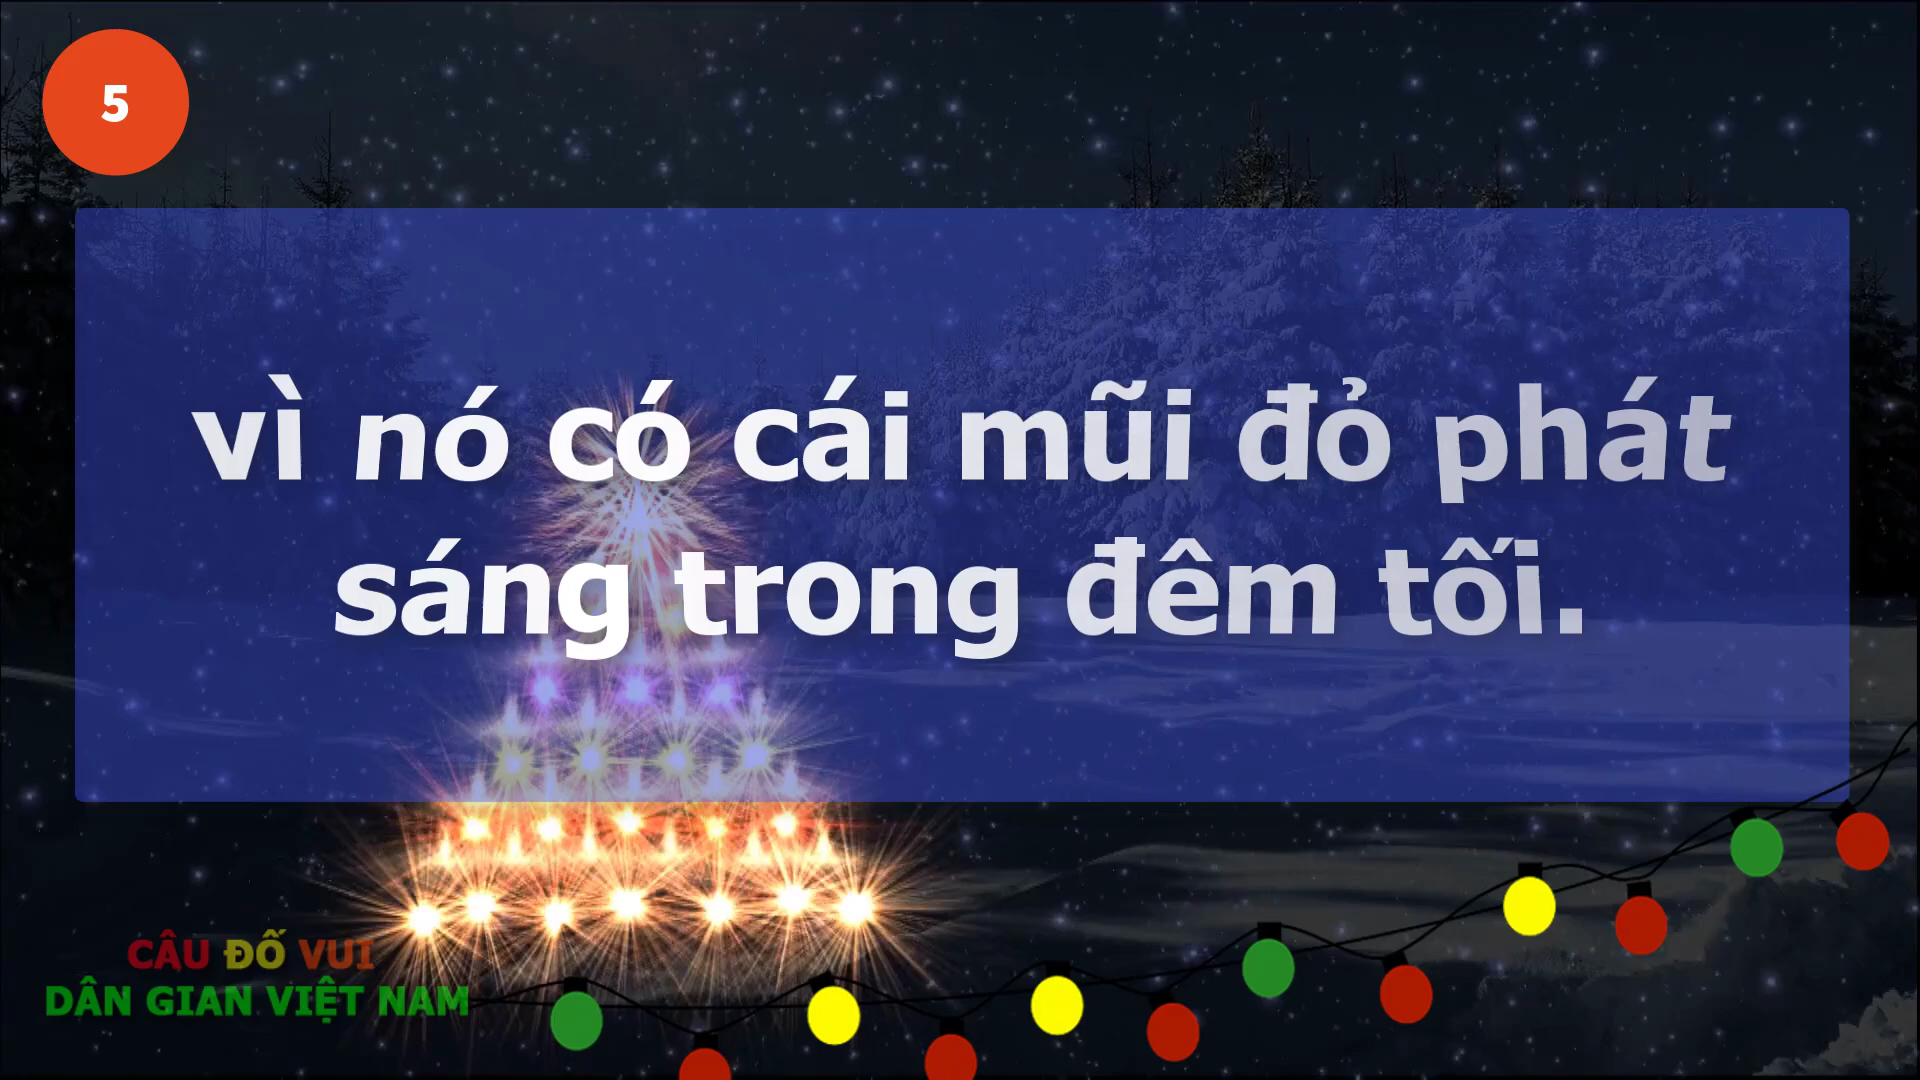 5
vì nó có cái mũi đỏ phát
sáng trong đêm tối.
CÂU ĐỐ VUI
DÂN GIAN VIỆT NAM